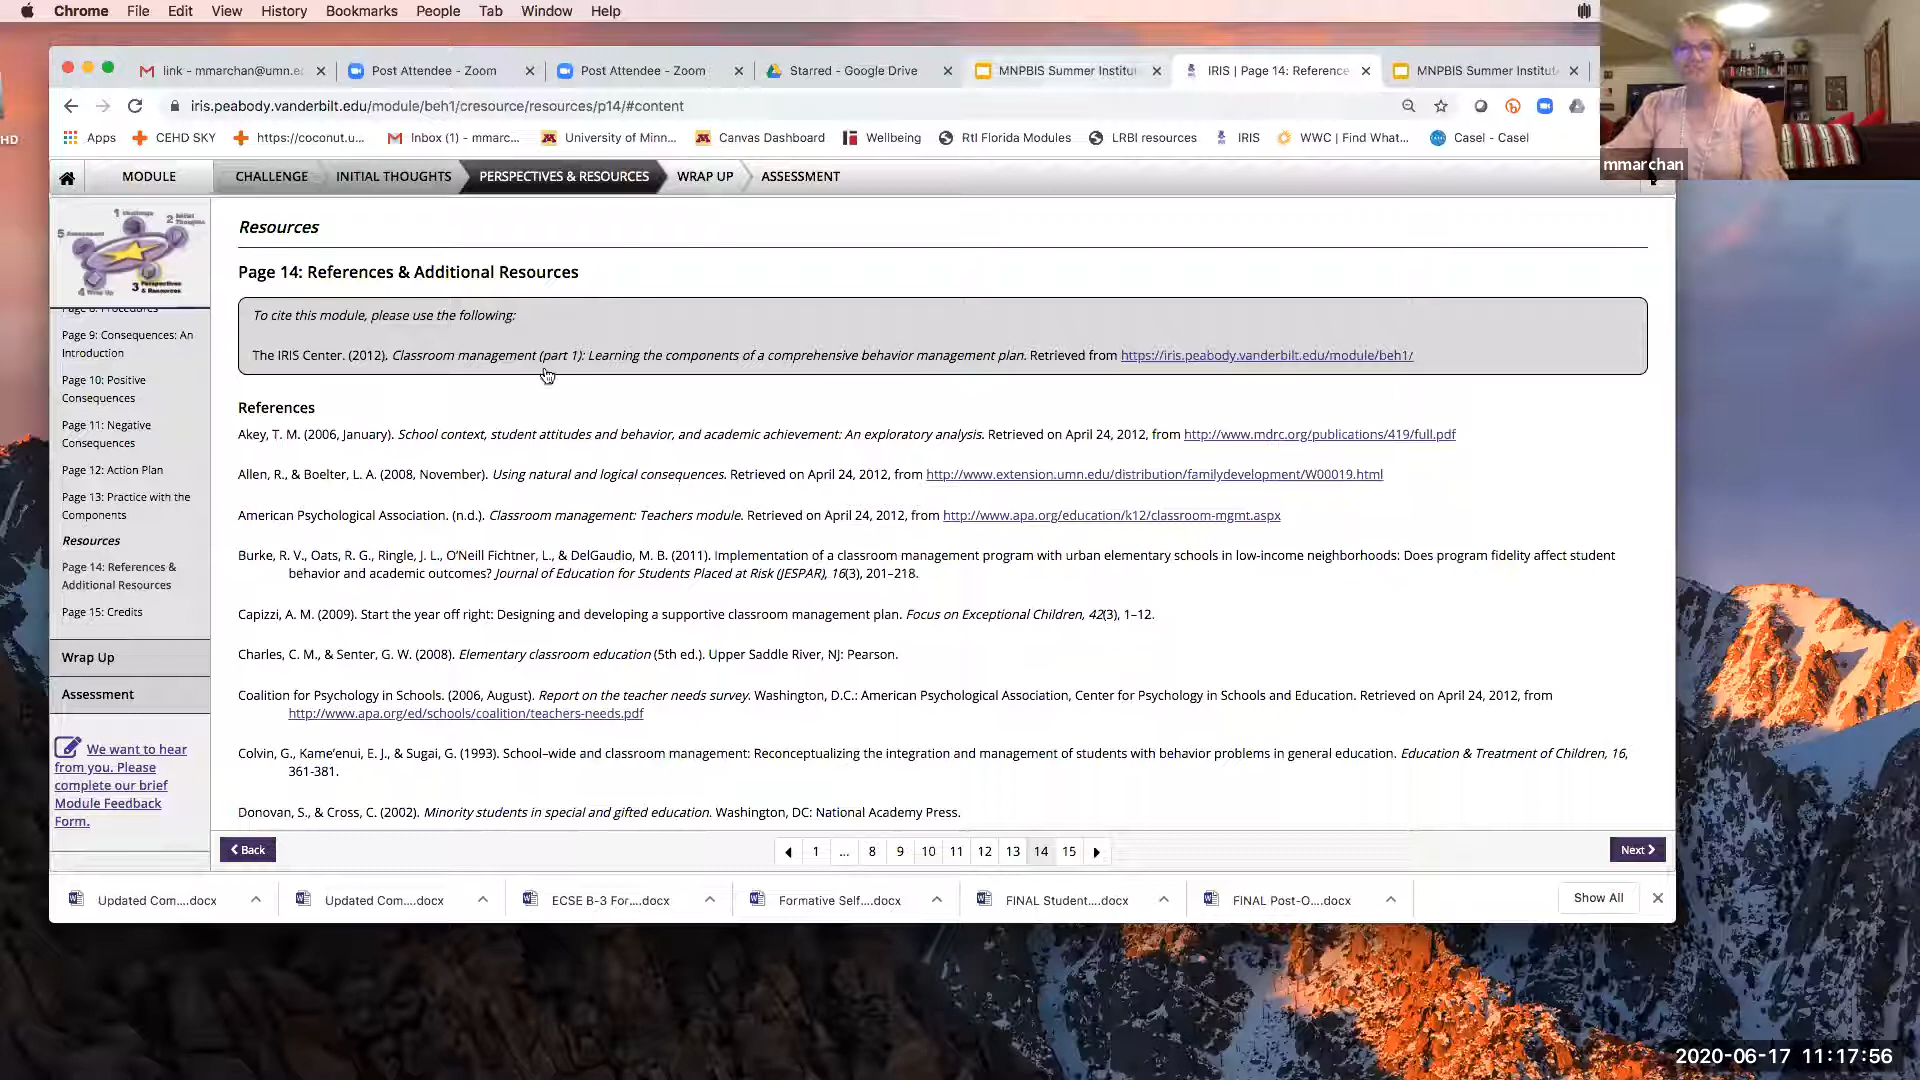 Chrome File Edit View History Bookmarks People Tab Window Help
HD
link - mmarchan@umn.e
Post Attendee - Zoom
Post Attendee - Zoom
Starred - Google Drive
MNPBIS Summer Institu
IRIS | Page 14: Reference
MNPBIS Summer Institut
iris.peabody.vanderbilt.edu/module/beh1/cresource/resources/p14/#content
Apps CEHD SKY https://coconut.u... Inbox (1) - mmarc... University of Minn... Canvas Dashboard Wellbeing RtI Florida Modules LRBI resources IRIS WWC | Find What... Casel - Casel
mmarchan
MODULE CHALLENGE INITIAL THOUGHTS PERSPECTIVES & RESOURCES WRAP UP ASSESSMENT
1 Challenge
2 Initial Thoughts
5 Assessment
4 Wrap Up
3 Perspectives & Resources
Page 8: Procedures
Page 9: Consequences: An
Introduction
Page 10: Positive
Consequences
Page 11: Negative
Consequences
Page 12: Action Plan
Page 13: Practice with the
Components
Resources
Page 14: References &
Additional Resources
Page 15: Credits
Wrap Up
Assessment
We want to hear
from you. Please
complete our brief
Module Feedback
Form.
Resources
Page 14: References & Additional Resources
To cite this module, please use the following:
The IRIS Center. (2012). Classroom management (part 1): Learning the components of a comprehensive behavior management plan. Retrieved from https://iris.peabody.vanderbilt.edu/module/beh1/
References
Akey, T. M. (2006, January). School context, student attitudes and behavior, and academic achievement: An exploratory analysis. Retrieved on April 24, 2012, from http://www.mdrc.org/publications/419/full.pdf
Allen, R., & Boelter, L. A. (2008, November). Using natural and logical consequences. Retrieved on April 24, 2012, from http://www.extension.umn.edu/distribution/familydevelopment/W00019.html
American Psychological Association. (n.d.). Classroom management: Teachers module. Retrieved on April 24, 2012, from http://www.apa.org/education/k12/classroom-mgmt.aspx
Burke, R. V., Oats, R. G., Ringle, J. L., O'Neill Fichtner, L., & DelGaudio, M. B. (2011). Implementation of a classroom management program with urban elementary schools in low-income neighborhoods: Does program fidelity affect student
behavior and academic outcomes? Journal of Education for Students Placed at Risk (JESPAR), 16(3), 201–218.
Capizzi, A. M. (2009). Start the year off right: Designing and developing a supportive classroom management plan. Focus on Exceptional Children, 42(3), 1–12.
Charles, C. M., & Senter, G. W. (2008). Elementary classroom education (5th ed.). Upper Saddle River, NJ: Pearson.
Coalition for Psychology in Schools. (2006, August). Report on the teacher needs survey. Washington, D.C.: American Psychological Association, Center for Psychology in Schools and Education. Retrieved on April 24, 2012, from
http://www.apa.org/ed/schools/coalition/teachers-needs.pdf
Colvin, G., Kame'enui, E. J., & Sugai, G. (1993). School–wide and classroom management: Reconceptualizing the integration and management of students with behavior problems in general education. Education & Treatment of Children, 16,
361-381.
Donovan, S., & Cross, C. (2002). Minority students in special and gifted education. Washington, DC: National Academy Press.
Back 1 ... 8 9 10 11 12 13 14 15 Next
Updated Com....docx Updated Com....docx ECSE B-3 For....docx Formative Self....docx FINAL Student....docx FINAL Post-O....docx Show All
2020-06-17 11:17:56